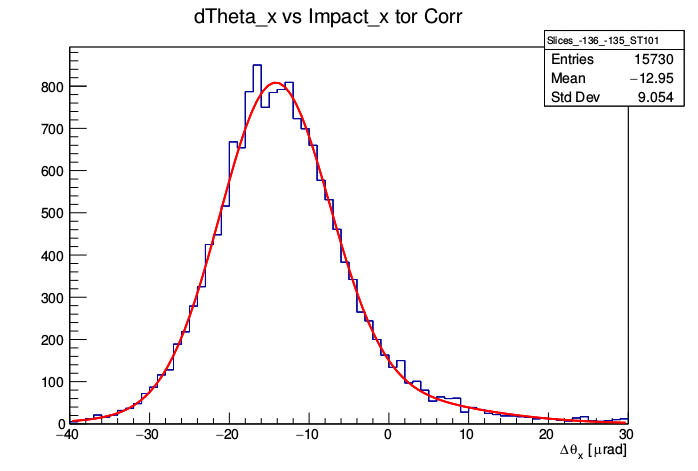 dTheta_x vs Impact_x tor Corr
Slices_-136_-135_ST101
Entries 15730
Mean −12.95
Std Dev 9.054
800
700
600
500
400
300
200
100
0
−40 −30 −20 −10 0 10 20 30
Δθx [μrad]